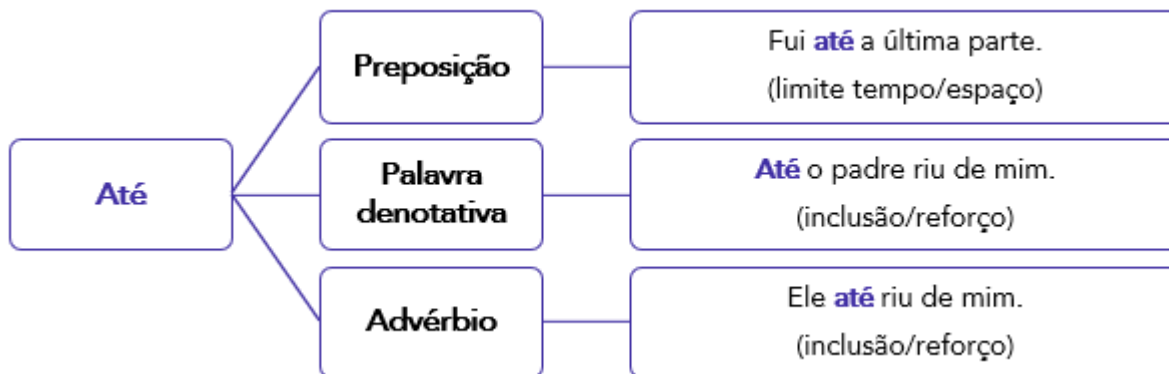 Até
Preposição
Fui até a última parte.
(limite tempo/espaço)
Palavra
denotativa
Até o padre riu de mim.
(inclusão/reforço)
Advérbio
Ele até riu de mim.
(inclusão/reforço)